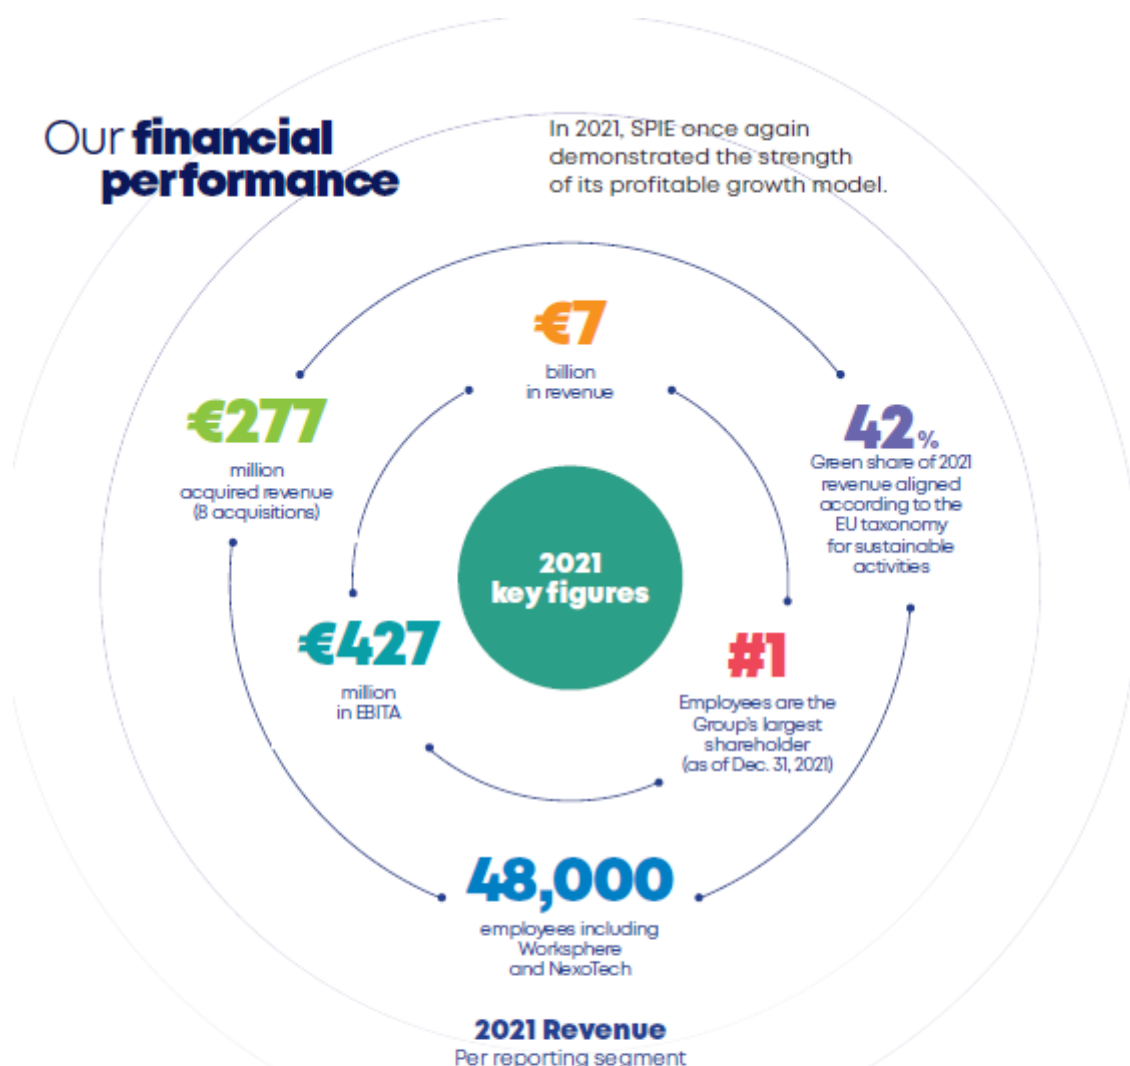 Our financial
performance
In 2021, SPIE once again
demonstrated the strength
of its profitable growth model.
€7
billion
in revenue
€277
million
acquired revenue
(8 acquisitions)
42%
Green share of 2021
revenue aligned
according to the
EU taxonomy
for sustainable
activities
2021
key figures
€427
million
in EBITA
#1
Employees are the
Group's largest
shareholder
(as of Dec. 31, 2021)
48,000
employees including
Worksphere
and NexoTech
2021 Revenue
Per reporting segment